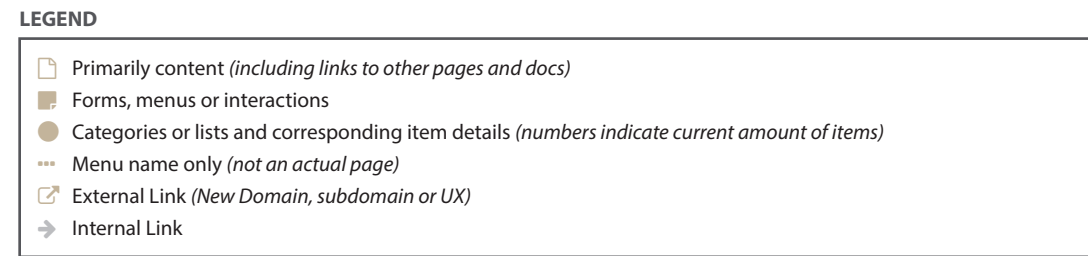 LEGEND
Primarily content (including links to other pages and docs)
Forms, menus or interactions
Categories or lists and corresponding item details (numbers indicate current amount of items)
Menu name only (not an actual page)
External Link (New Domain, subdomain or UX)
Internal Link